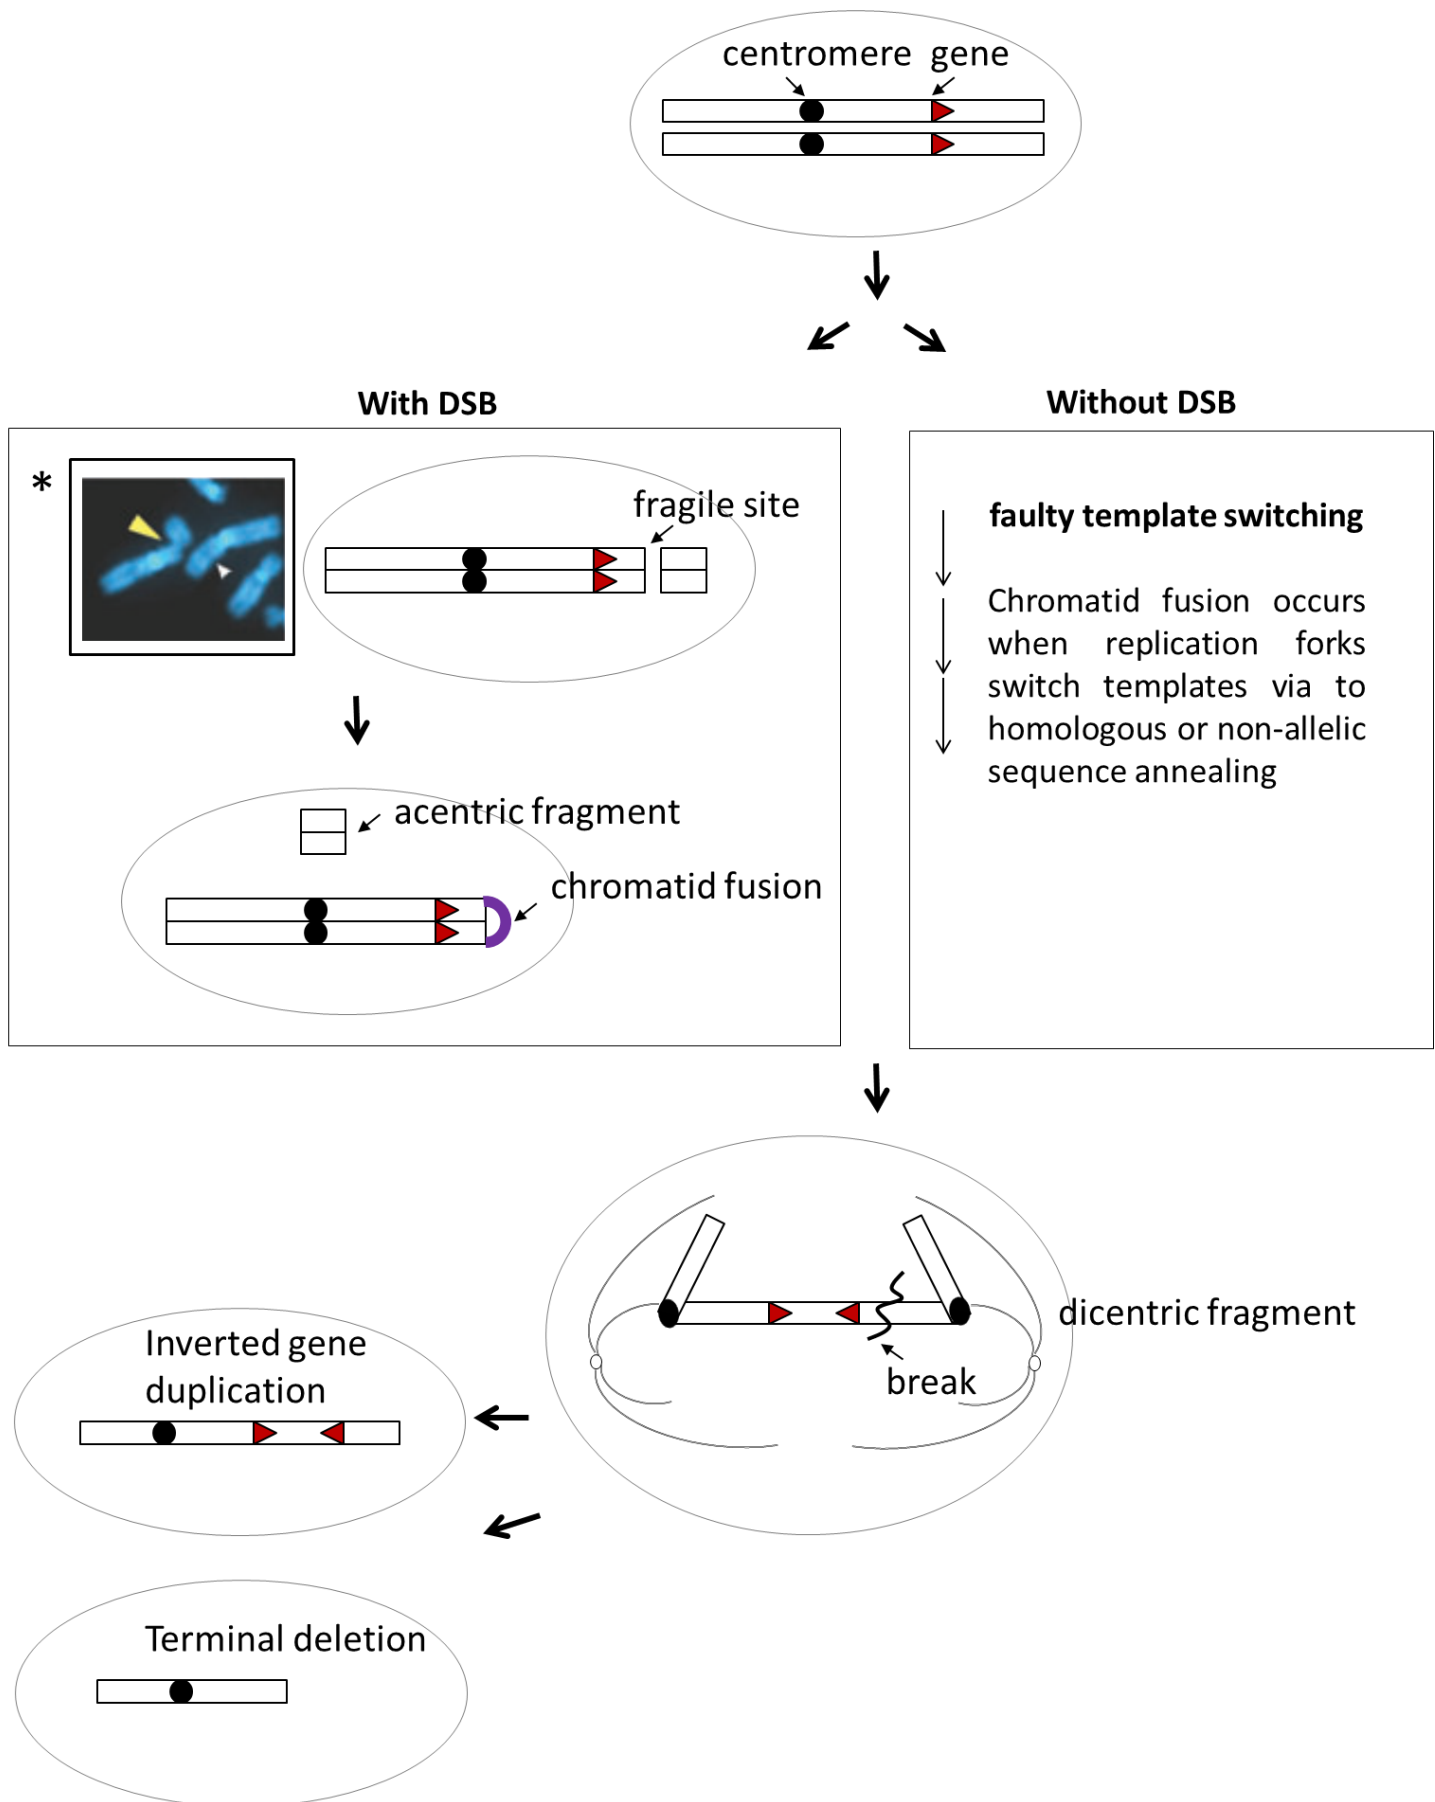 centromere gene
With DSB
Without DSB
*
fragile site
acentric fragment
chromatid fusion
faulty template switching
Chromatid fusion occurs
when replication forks
switch templates via to
homologous or non-allelic
sequence annealing
dicentric fragment
break
Inverted gene
duplication
Terminal deletion